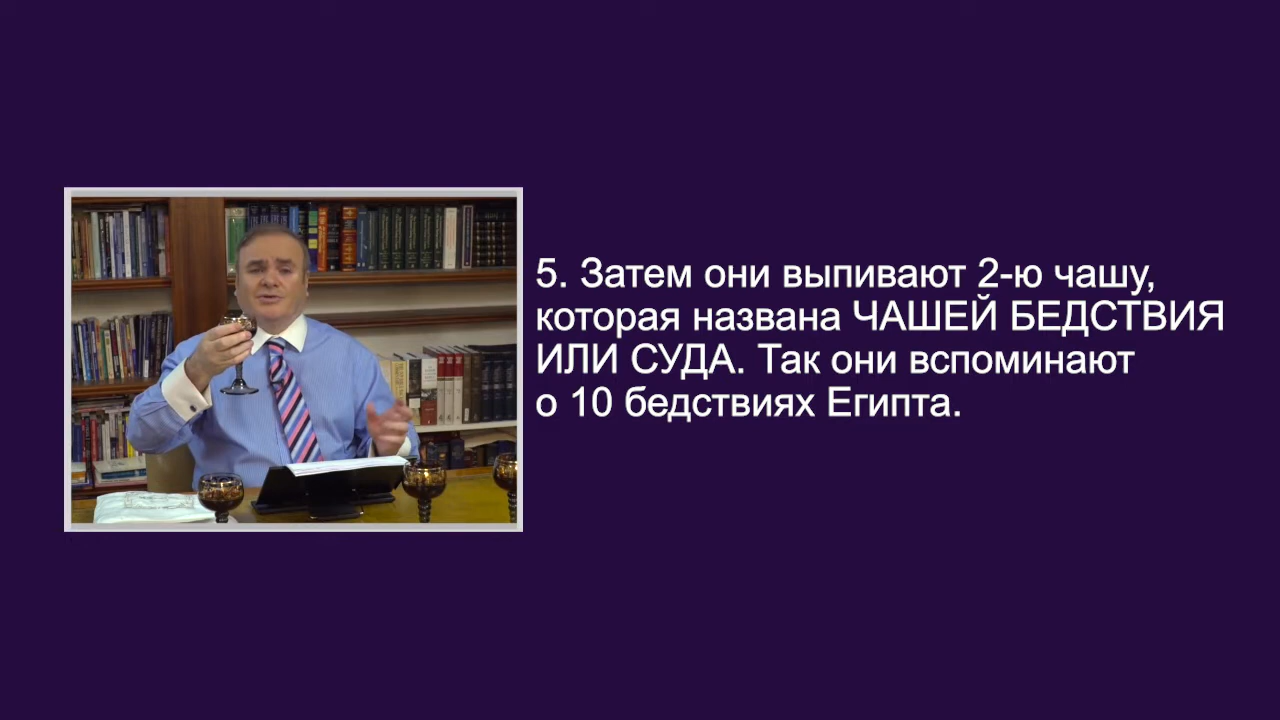 5. Затем они выпивают 2-ю чашу,
которая названа ЧАШЕЙ БЕДСТВИЯ
ИЛИ СУДА. Так они вспоминают
о 10 бедствиях Египта.